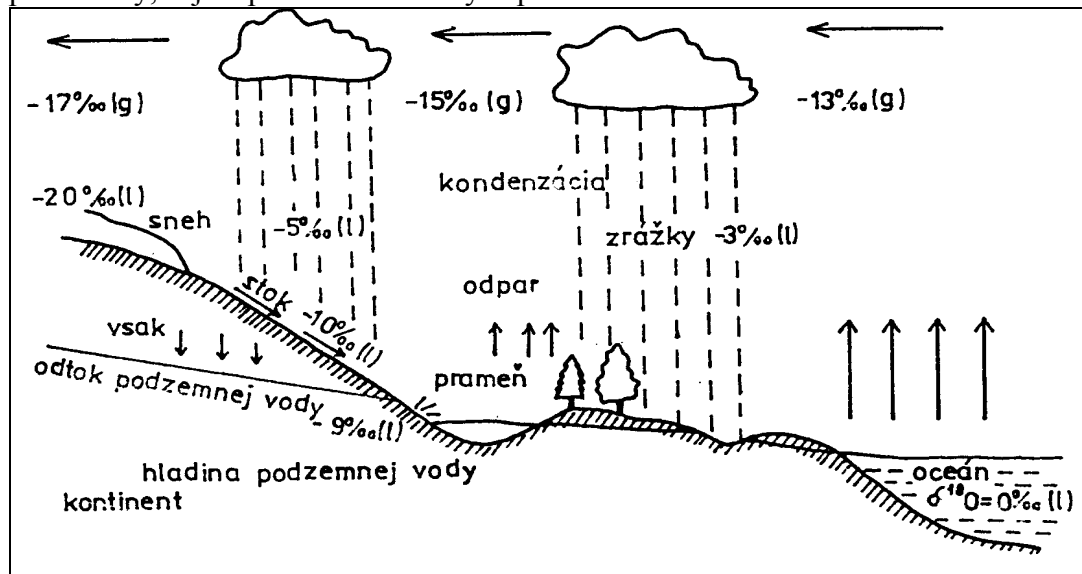 -17‰ (g)
-15‰ (g)
-13‰ (g)
kondenzácia
-20‰ (l)
sneh
-5‰ (l)
zrážky -3‰ (l)
stok -10‰ (l)
odpar
vsak
prameň
odtok podzemnej vody
-9‰ (l)
hladina podzemnej vody
kontinent
oceán
δ¹⁸O=0‰ (l)